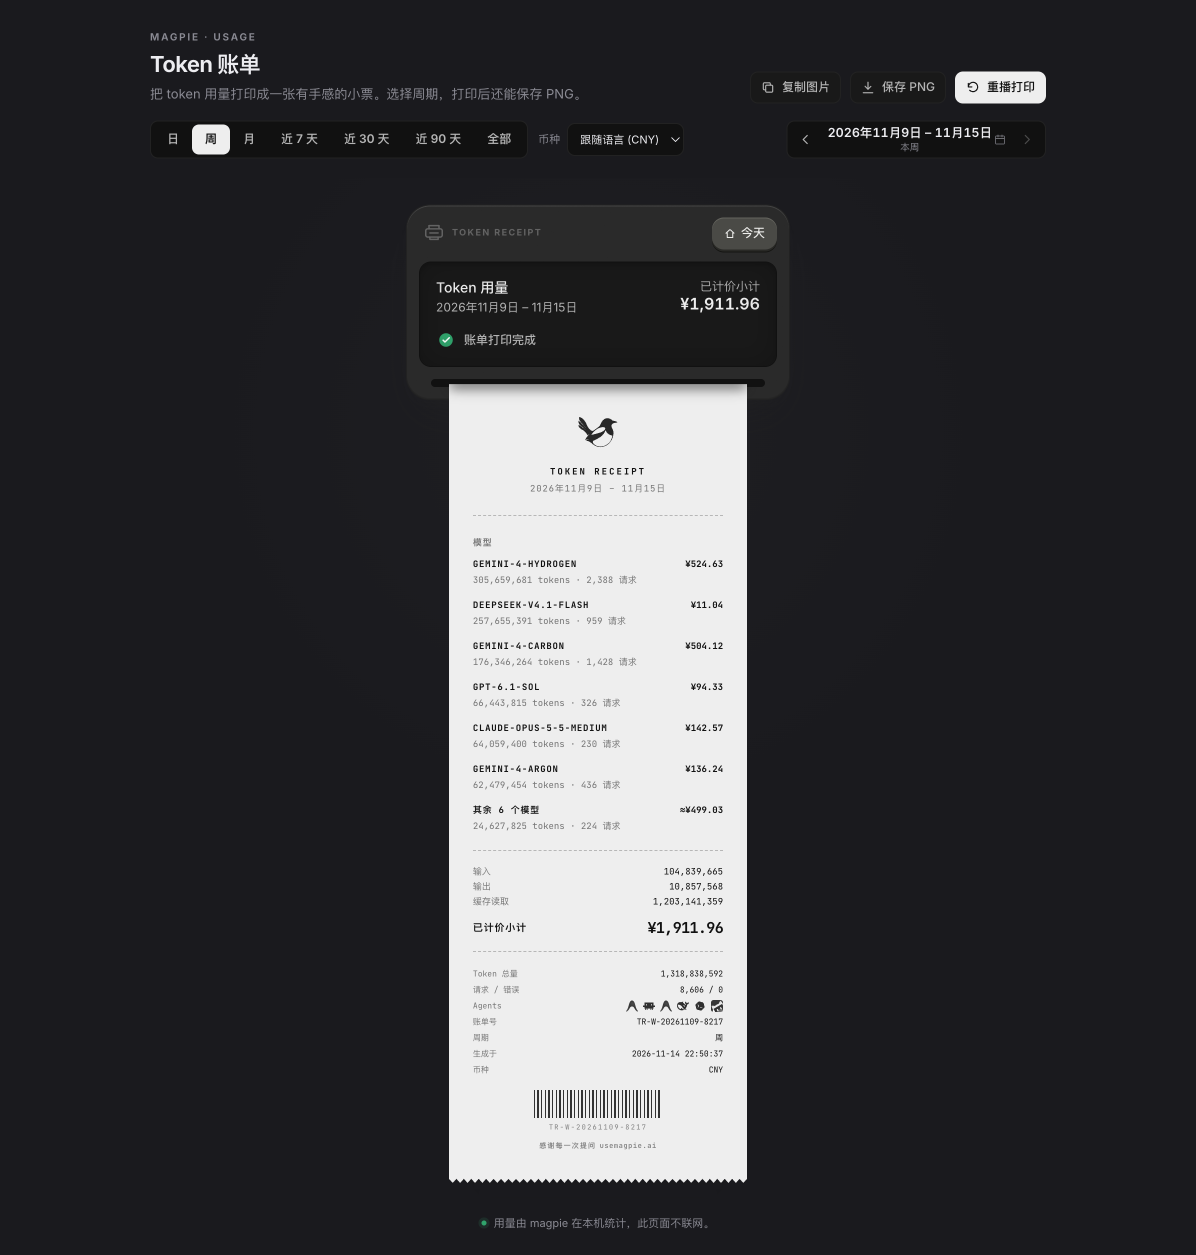 MAGPIE · USAGE
Token 账单
把 token 用量打印成一张有手感的小票。选择周期，打印后还能保存 PNG。
复制图片
保存 PNG
重播打印
日 周 月 近 7 天 近 30 天 近 90 天 全部
币种 跟随语言 (CNY)
2026年11月9日 – 11月15日
本周
TOKEN RECEIPT
今天
Token 用量
已计价小计
2026年11月9日 – 11月15日
¥1,911.96
账单打印完成
TOKEN RECEIPT
2026年11月9日 – 11月15日
模型
GEMINI-4-HYDROGEN ¥524.63
305,659,681 tokens · 2,388 请求
DEEPSEEK-V4.1-FLASH ¥11.04
257,655,391 tokens · 959 请求
GEMINI-4-CARBON ¥504.12
176,346,264 tokens · 1,428 请求
GPT-6.1-SOL ¥94.33
66,443,815 tokens · 326 请求
CLAUDE-OPUS-5-5-MEDIUM ¥142.57
64,059,400 tokens · 230 请求
GEMINI-4-ARGON ¥136.24
62,479,454 tokens · 436 请求
其余 6 个模型 ≈¥499.03
24,627,825 tokens · 224 请求
输入 104,839,665
输出 10,857,568
缓存读取 1,203,141,359
已计价小计 ¥1,911.96
Token 总量 1,318,838,592
请求 / 错误 8,606 / 0
Agents
账单号 TR-W-20261109-8217
周期 周
生成于 2026-11-14 22:50:37
币种 CNY
TR-W-20261109-8217
感谢每一次提问 usemagpie.ai
用量由 magpie 在本机统计，此页面不联网。